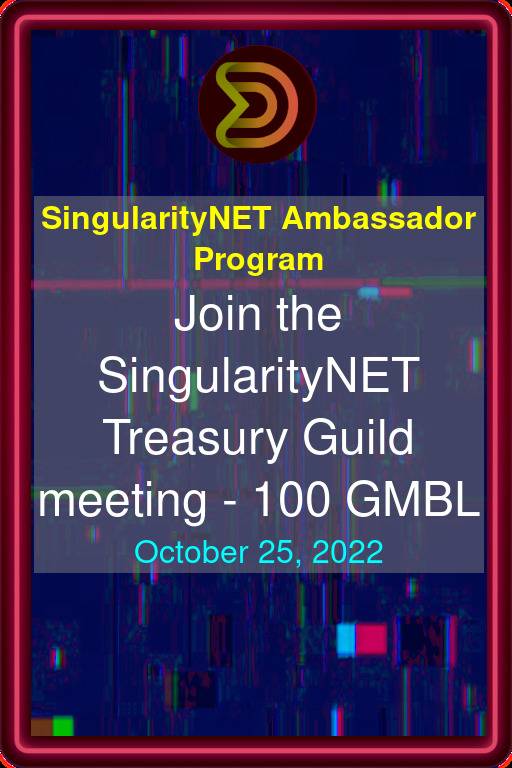 SingularityNET Ambassador
Program
Join the
SingularityNET
Treasury Guild
meeting - 100 GMBL
October 25, 2022